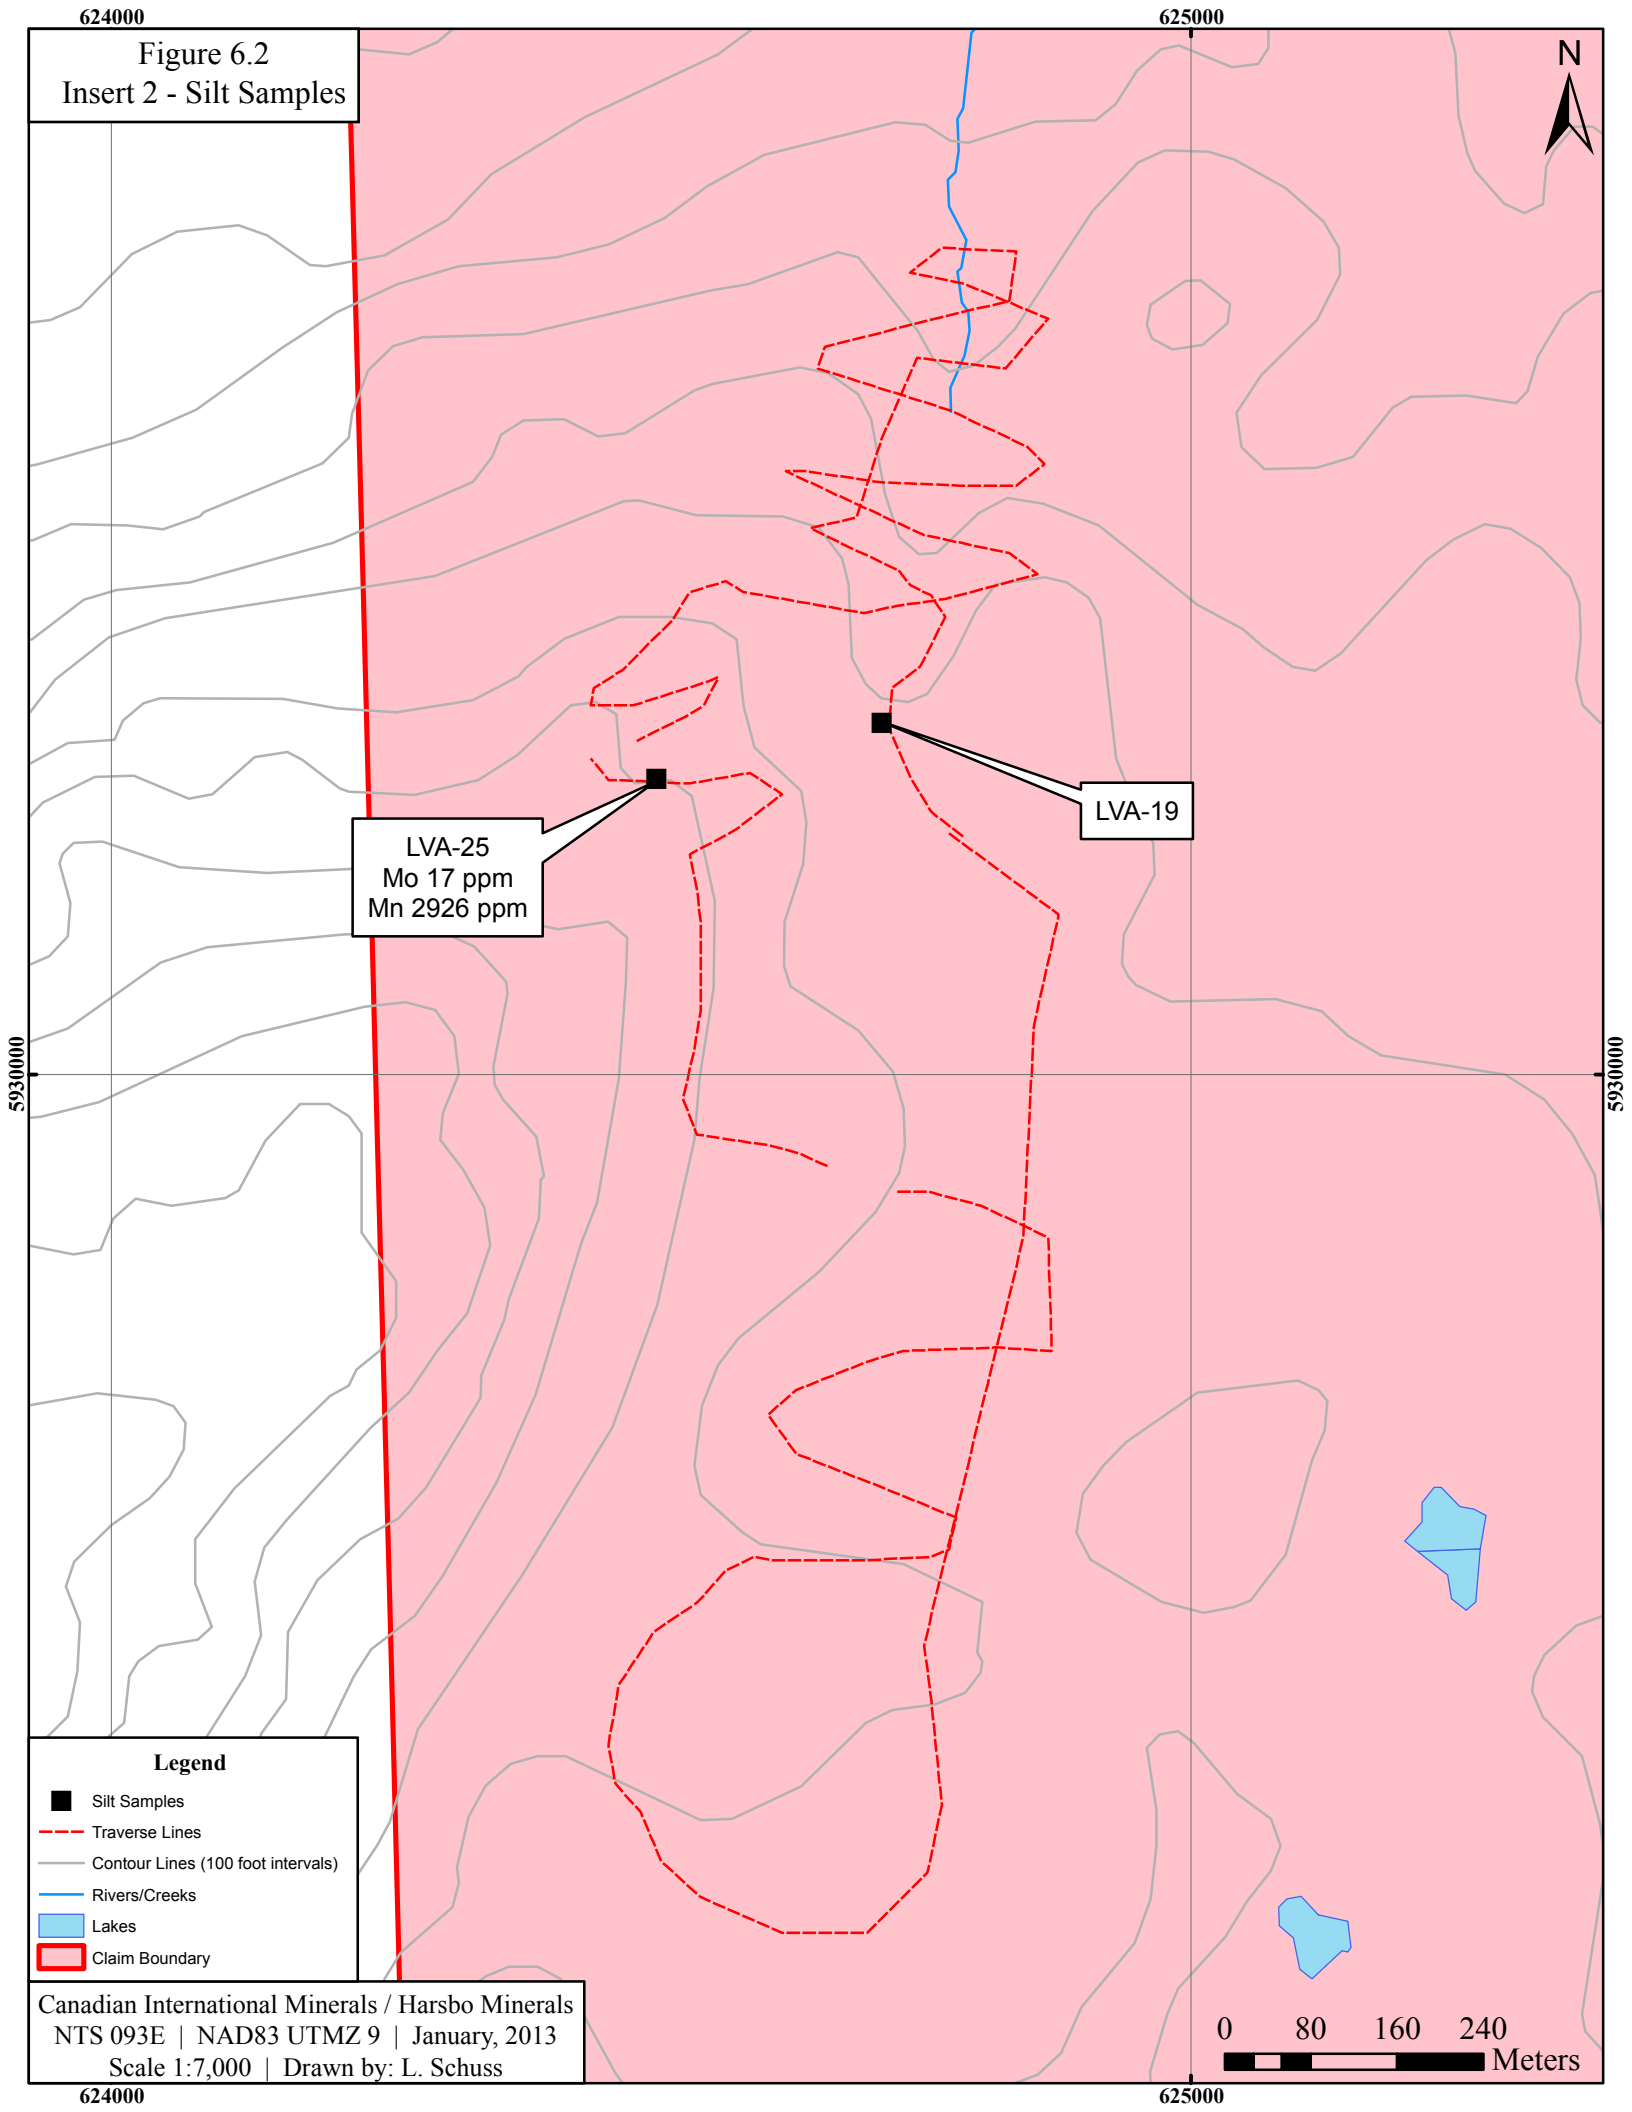 624000
625000
Figure 6.2
Insert 2 - Silt Samples
N
LVA-19
LVA-25
Mo 17 ppm
Mn 2926 ppm
5930000
5930000
Legend
Silt Samples
Traverse Lines
Contour Lines (100 foot intervals)
Rivers/Creeks
Lakes
Claim Boundary
Canadian International Minerals / Harsbo Minerals
NTS 093E | NAD83 UTMZ 9 | January, 2013
Scale 1:7,000 | Drawn by: L. Schuss
0 80 160 240
Meters
624000
625000